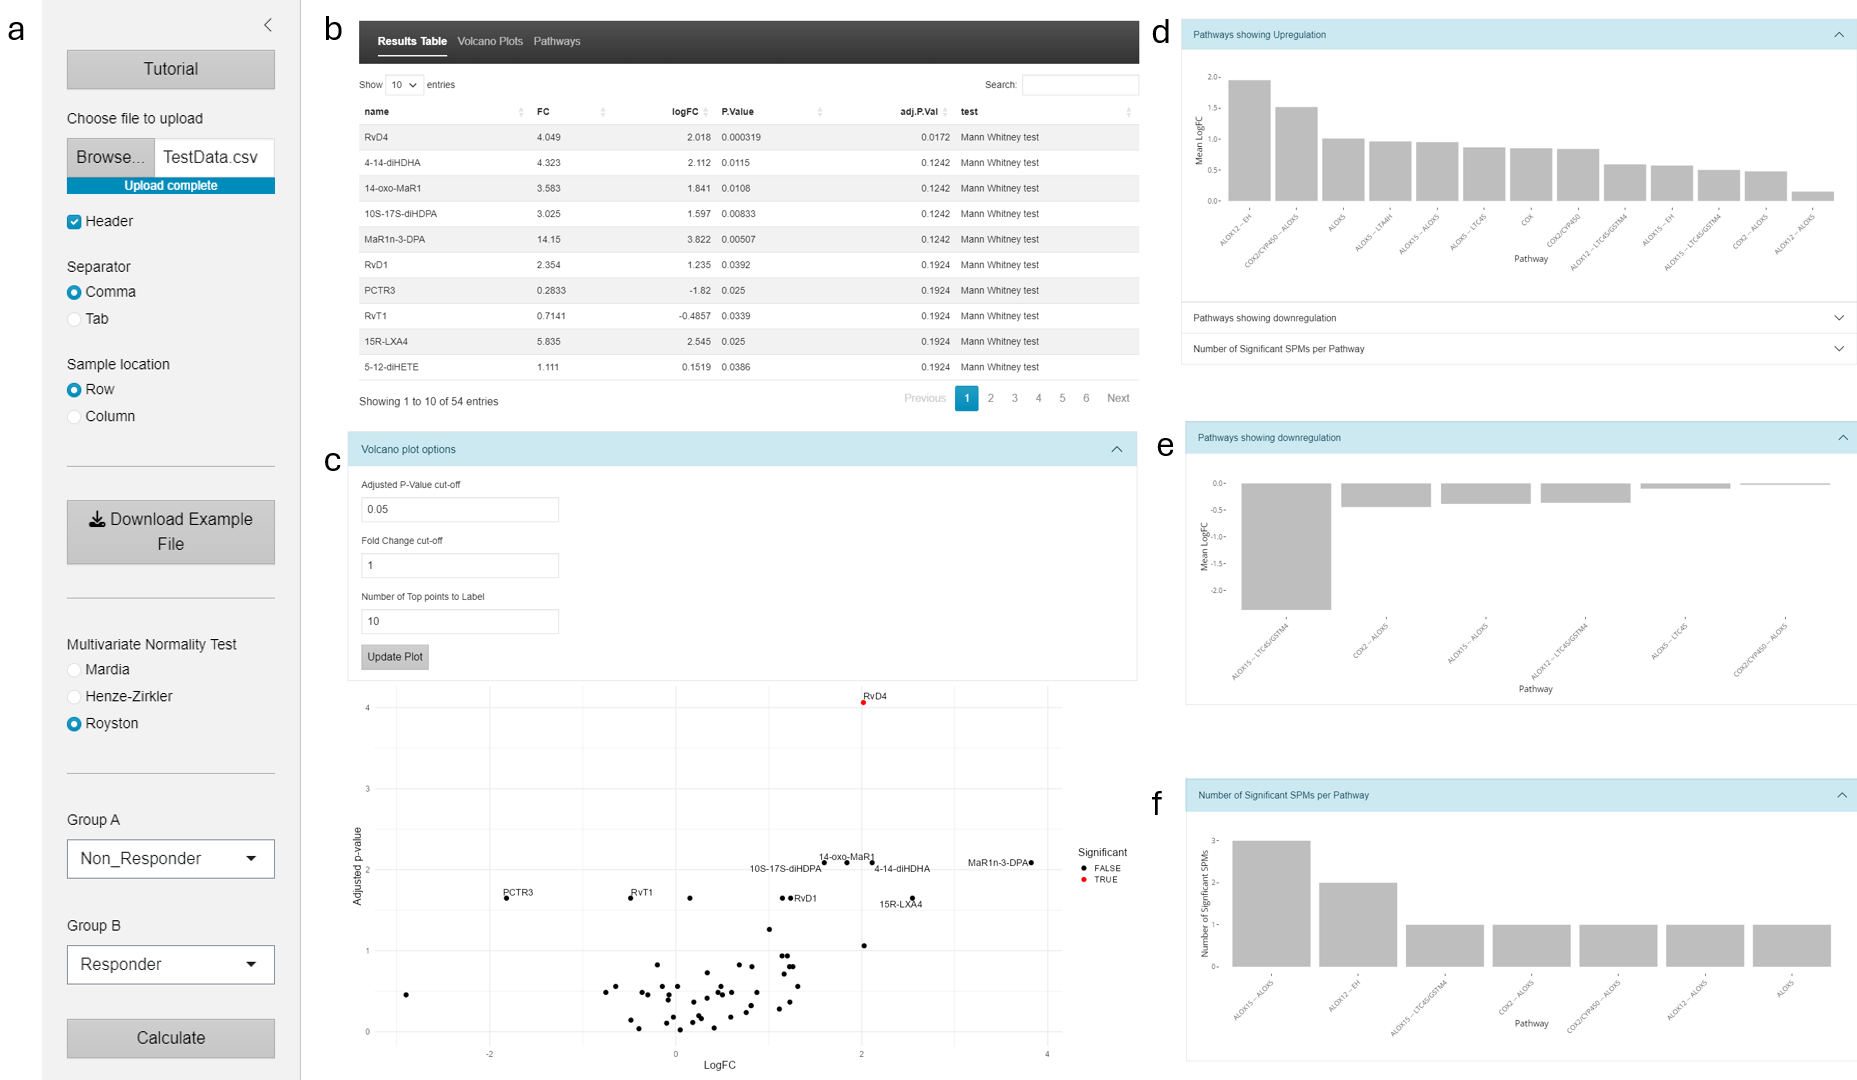 a
Tutorial
Choose file to upload
Browse... TestData.csv
Upload complete
Header
Separator
Comma
Tab
Sample location
Row
Column
Download Example
File
Multivariate Normality Test
Mardia
Henze-Zirkler
Royston
Group A
Non_Responder
Group B
Responder
Calculate
b
Results Table Volcano Plots Pathways
Show 10 entries Search:
name FC logFC P.Value adj.P.Val test
RvD4 4.049 2.018 0.000319 0.0172 Mann Whitney test
4-14-diHDHA 4.323 2.112 0.0115 0.1242 Mann Whitney test
14-oxo-MaR1 3.583 1.841 0.0108 0.1242 Mann Whitney test
10S-17S-diHDPA 3.025 1.597 0.00833 0.1242 Mann Whitney test
MaR1n-3-DPA 14.15 3.822 0.00507 0.1242 Mann Whitney test
RvD1 2.354 1.235 0.0392 0.1924 Mann Whitney test
PCTR3 0.2833 -1.82 0.025 0.1924 Mann Whitney test
RvT1 0.7141 -0.4857 0.0339 0.1924 Mann Whitney test
15R-LXA4 5.835 2.545 0.025 0.1924 Mann Whitney test
5-12-diHETE 1.111 0.1519 0.0386 0.1924 Mann Whitney test
Showing 1 to 10 of 54 entries Previous 1 2 3 4 5 6 Next
c
Volcano plot options
Adjusted P-Value cut-off
0.05
Fold Change cut-off
1
Number of Top points to Label
10
Update Plot
Adjusted p-value
4
3
2
1
0
RvD4
14-oxo-MaR1
10S-17S-diHDPA
4-14-diHDHA
MaR1n-3-DPA
PCTR3
RvT1
RvD1
15R-LXA4
-2 0 2 4
LogFC
Significant
FALSE
TRUE
d
Pathways showing Upregulation
Mean LogFC
2.0-
1.5-
1.0-
0.5-
0.0-
ALOX12 – EH
COX2/CYP450 – ALOX5
ALOX5
ALOX5 – LTA4H
ALOX15 – ALOX5
ALOX5 – LTC4S
COX
COX2/CYP450
ALOX12 – LTC4S/GSTM4
ALOX15 – EH
ALOX15 – LTC4S/GSTM4
COX2 – ALOX5
ALOX12 – ALOX5
Pathway
Pathways showing downregulation
Number of Significant SPMs per Pathway
e
Pathways showing downregulation
Mean LogFC
0.0-
-0.5-
-1.0-
-1.5-
-2.0-
ALOX15 – LTC4S/GSTM4
COX2 – ALOX5
ALOX15 – ALOX5
ALOX12 – LTC4S/GSTM4
ALOX5 – LTC4S
COX2/CYP450 – ALOX5
Pathway
f
Number of Significant SPMs per Pathway
Number of Significant SPMs
3-
2-
1-
0-
ALOX15 – ALOX5
ALOX12 – EH
ALOX15 – LTC4S/GSTM4
COX2 – ALOX5
COX2/CYP450 – ALOX5
ALOX12 – ALOX5
ALOX5
Pathway